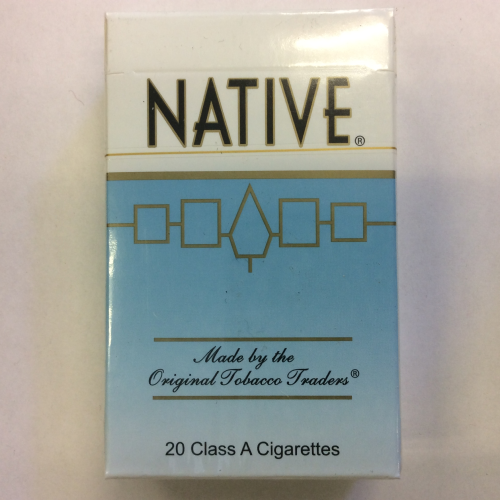 NATIVE®
Made by the
Original Tobacco Traders®
20 Class A Cigarettes